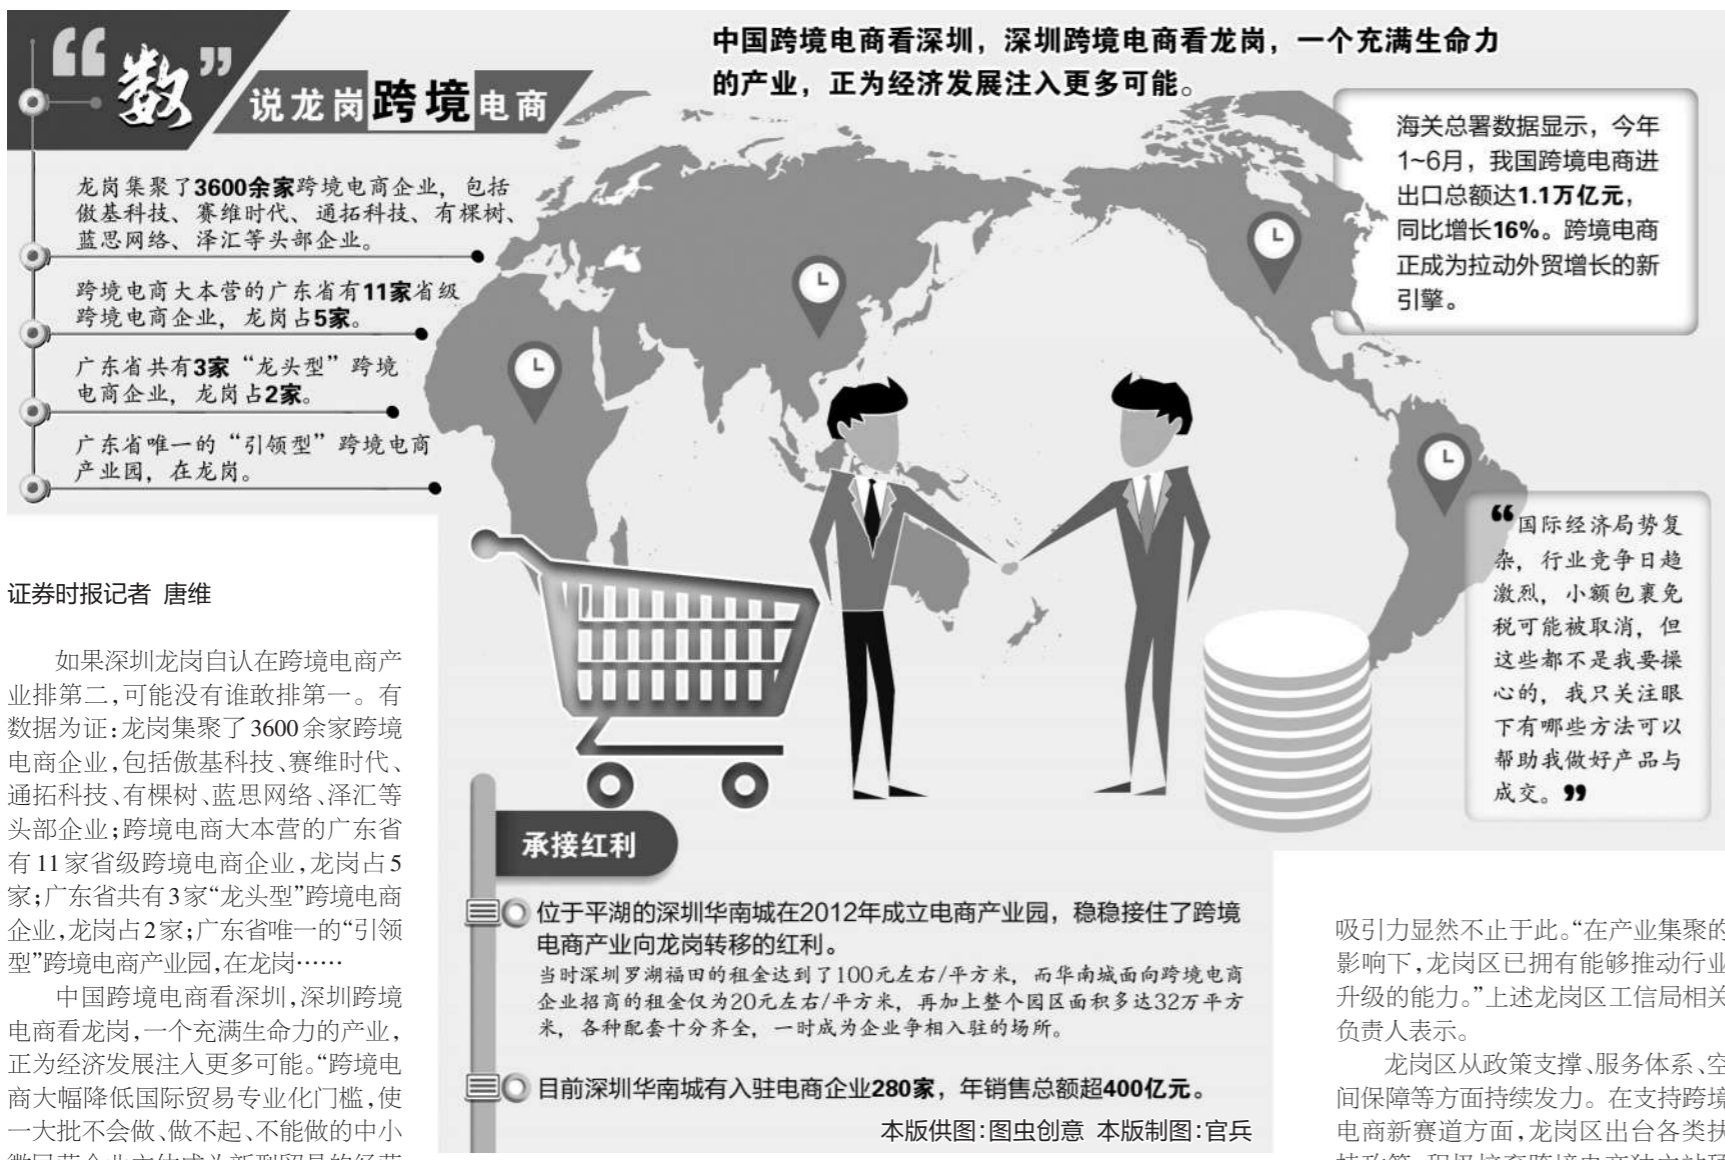 “数”
说龙岗跨境电商
中国跨境电商看深圳，深圳跨境电商看龙岗，一个充满生命力
的产业，正为经济发展注入更多可能。
龙岗集聚了3600余家跨境电商企业，包括
傲基科技、赛维时代、通拓科技、有棵树、
蓝思网络、泽汇等头部企业。
跨境电商大本营的广东省有11家省级
跨境电商企业，龙岗占5家。
广东省共有3家“龙头型”跨境
电商企业，龙岗占2家。
广东省唯一的“引领型”跨境电商
产业园，在龙岗。
海关总署数据显示，今年
1~6月，我国跨境电商进
出口总额达1.1万亿元，
同比增长16%。跨境电商
正成为拉动外贸增长的新
引擎。
“国际经济局势复
杂，行业竞争日趋
激烈，小额包裹免
税可能被取消，但
这些都不是我要操
心的，我只关注眼
下有哪些方法可以
帮助我做好产品与
成交。”
承接红利
位于平湖的深圳华南城在2012年成立电商产业园，稳稳接住了跨境
电商产业向龙岗转移的红利。
当时深圳罗湖福田的租金达到了100元左右/平方米，而华南城面向跨境电商
企业招商的租金仅为20元左右/平方米，再加上整个园区面积多达32万平方
米，各种配套十分齐全，一时成为企业争相入驻的场所。
目前深圳华南城有入驻电商企业280家，年销售总额超400亿元。
本版供图：图虫创意 本版制图：官兵
证券时报记者 唐维
如果深圳龙岗自认在跨境电商产
业排第二，可能没有谁敢排第一。有
数据为证：龙岗集聚了3600余家跨境
电商企业，包括傲基科技、赛维时代、
通拓科技、有棵树、蓝思网络、泽汇等
头部企业；跨境电商大本营的广东省
有11家省级跨境电商企业，龙岗占5
家；广东省共有3家“龙头型”跨境电商
企业，龙岗占2家；广东省唯一的“引领
型”跨境电商产业园，在龙岗……
中国跨境电商看深圳，深圳跨境
电商看龙岗，一个充满生命力的产业，
正为经济发展注入更多可能。“跨境电
商大幅降低国际贸易专业化门槛，使
一大批不会做、做不起、不能做的中小
吸引力显然不止于此。“在产业集聚的
影响下，龙岗区已拥有能够推动行业
升级的能力。”上述龙岗区工信局相关
负责人表示。
龙岗区从政策支撑、服务体系、空
间保障等方面持续发力。在支持跨境
电商新赛道方面，龙岗区出台各类扶